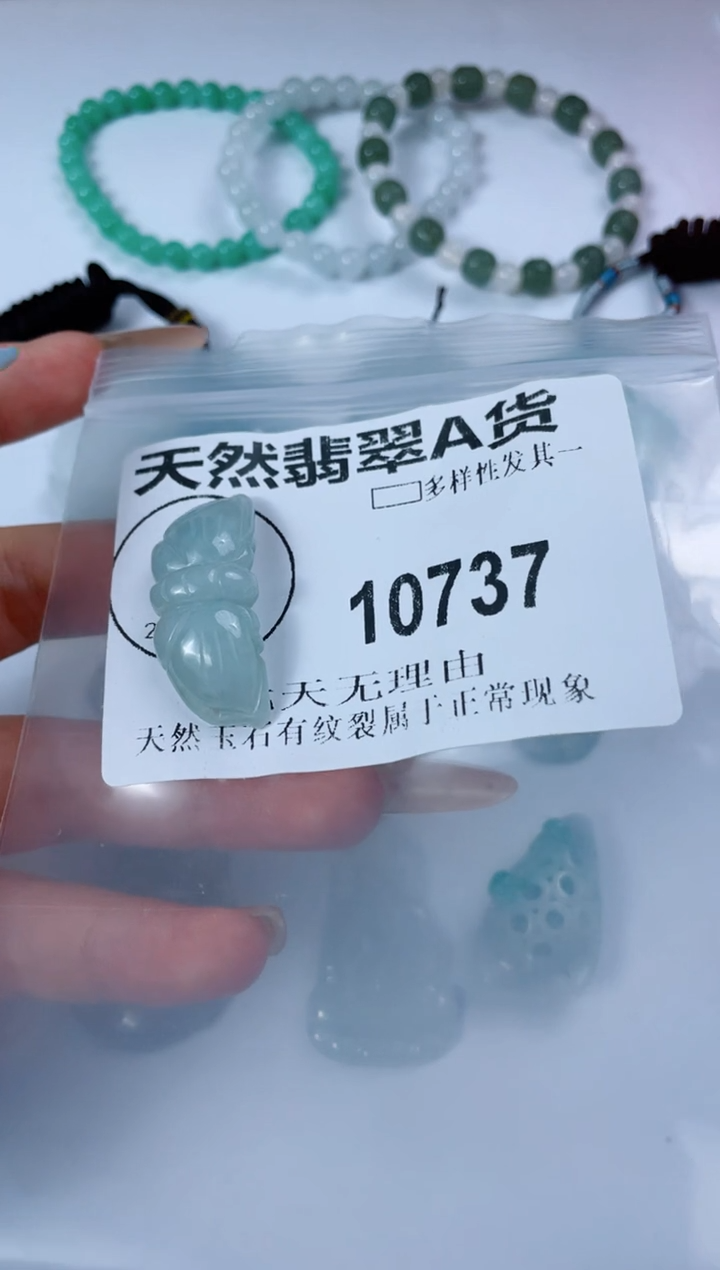 天然翡翠A货
多样性发其一
10737
2
天无理由
天然玉石有纹裂属于正常现象